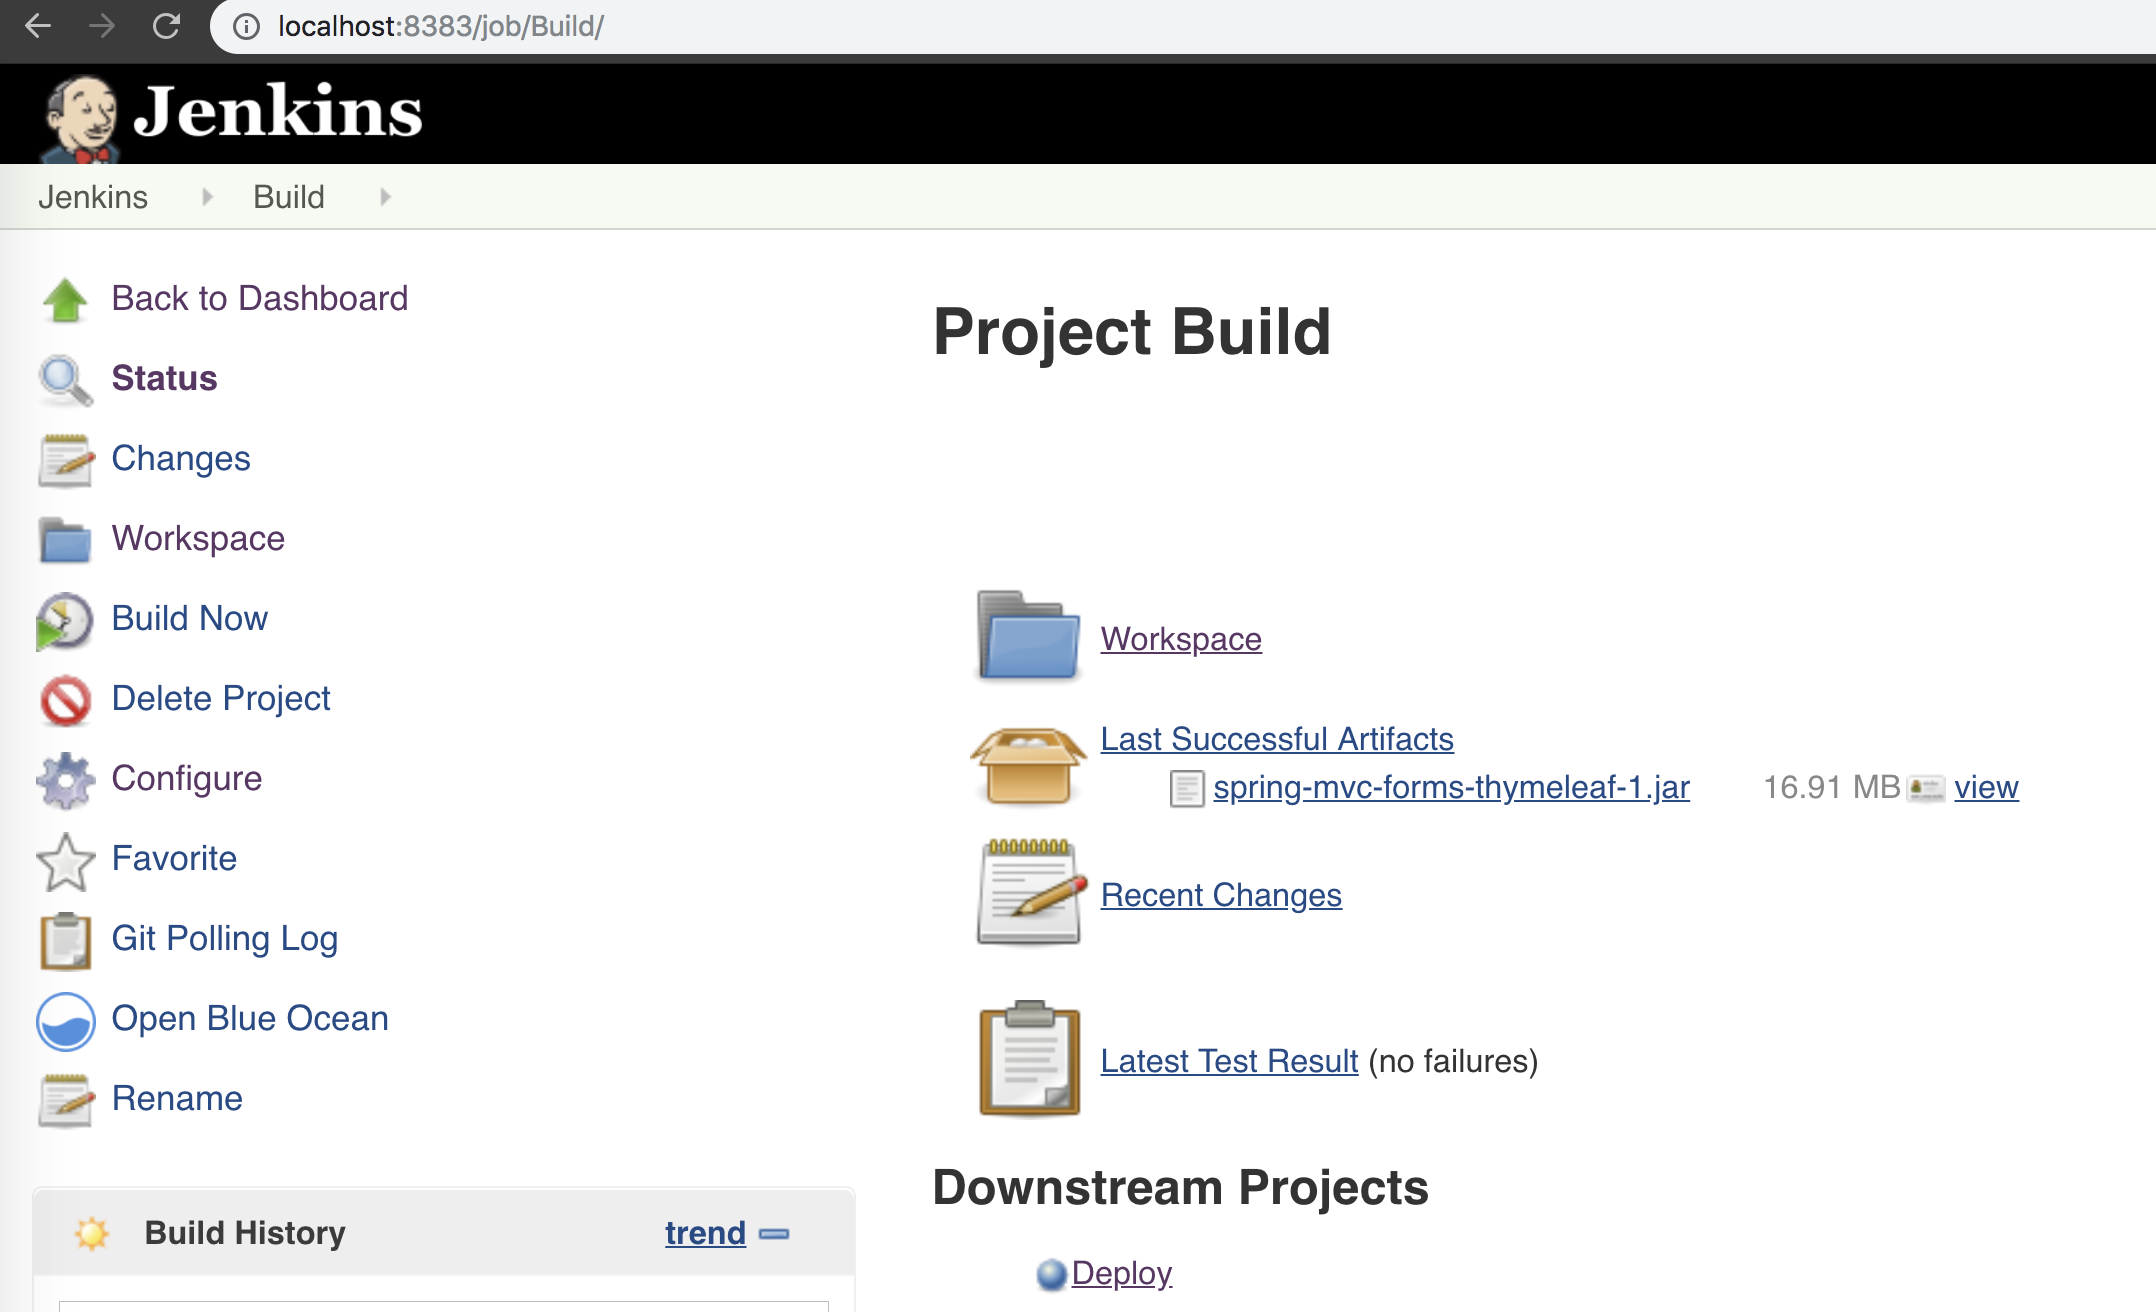 localhost:8383/job/Build/
Jenkins
Jenkins Build
Back to Dashboard
Status
Changes
Workspace
Build Now
Delete Project
Configure
Favorite
Git Polling Log
Open Blue Ocean
Rename
Build History trend
Project Build
Workspace
Last Successful Artifacts
spring-mvc-forms-thymeleaf-1.jar 16.91 MB view
Recent Changes
Latest Test Result (no failures)
Downstream Projects
Deploy